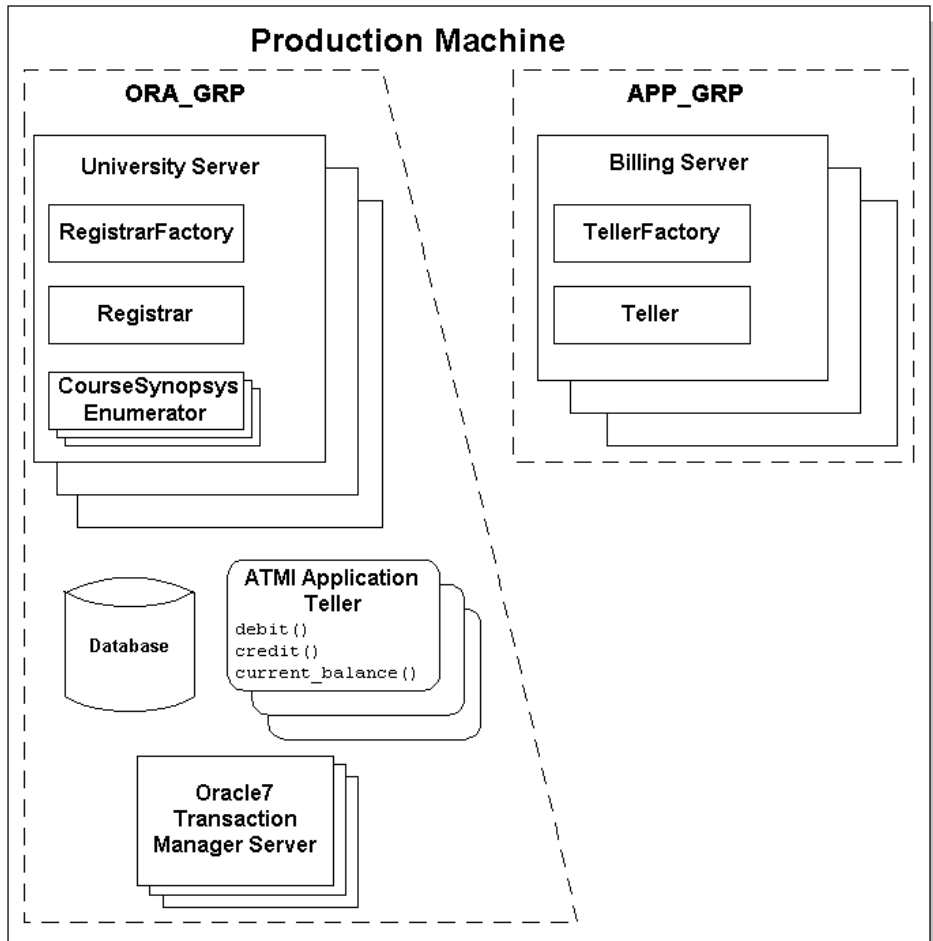 Production Machine
ORA_GRP
University Server
RegistrarFactory
Registrar
CourseSynopsys
Enumerator
Database
ATMI Application
Teller
debit()
credit()
current_balance()
Oracle7
Transaction
Manager Server
APP_GRP
Billing Server
TellerFactory
Teller